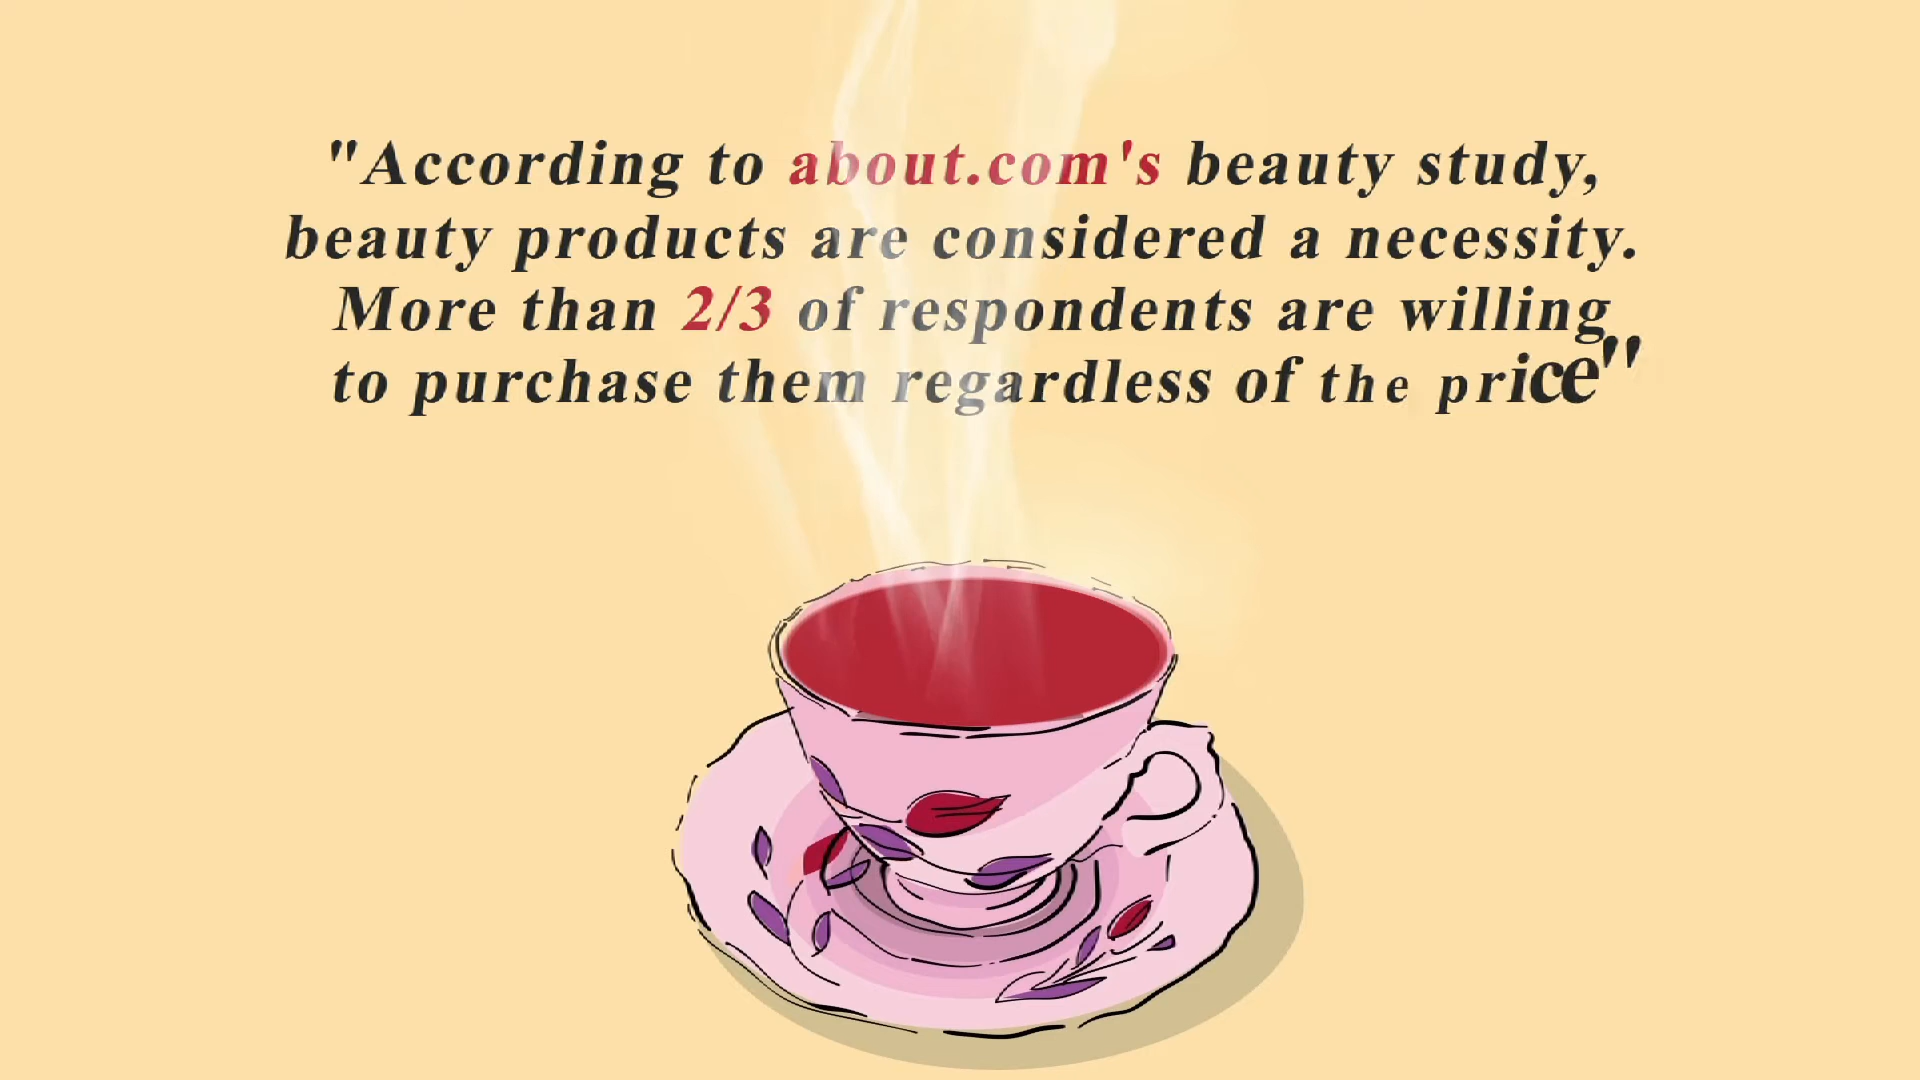 "According to about.com's beauty study,
beauty products are considered a necessity.
More than 2/3 of respondents are willing
to purchase them regardless of the price"